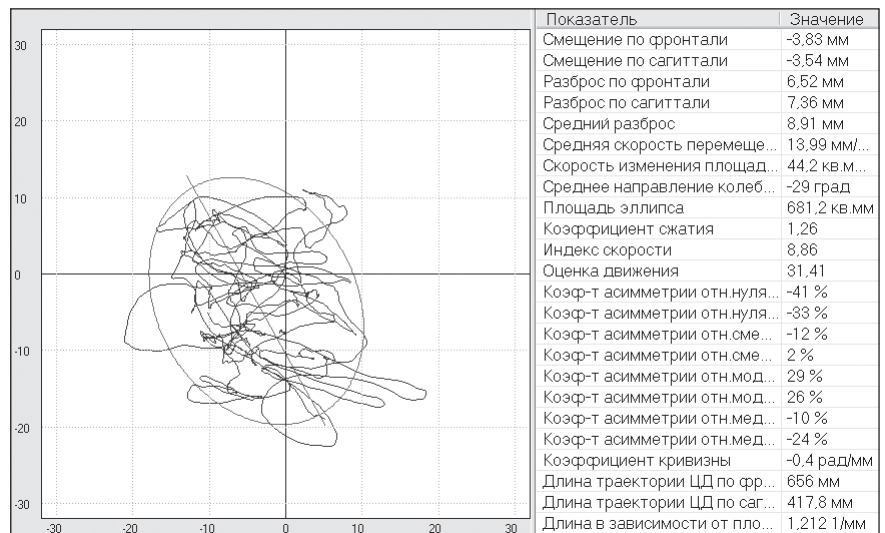 Показатель Значение
Смещение по фронтали -3,83 мм
Смещение по сагиттали -3,54 мм
Разброс по фронтали 6,52 мм
Разброс по сагиттали 7,36 мм
Средний разброс 8,91 мм
Средняя скорость перемеще... 13,99 мм/...
Скорость изменения площад... 44,2 кв.м...
Среднее направление колеб... -29 град
Площадь эллипса 681,2 кв.мм
Коэффициент сжатия 1,26
Индекс скорости 8,86
Оценка движения 31,41
Коэф-т асимметрии отн.нуля... -41 %
Коэф-т асимметрии отн.нуля... -33 %
Коэф-т асимметрии отн.сме... -12 %
Коэф-т асимметрии отн.сме... 2 %
Коэф-т асимметрии отн.мод... 29 %
Коэф-т асимметрии отн.мод... 26 %
Коэф-т асимметрии отн.мед... -10 %
Коэф-т асимметрии отн.мед... -24 %
Коэффициент кривизны -0,4 рад/мм
Длина траектории ЦД по фр... 656 мм
Длина траектории ЦД по саг... 417,8 мм
Длина в зависимости от пло... 1,212 1/мм
30
20
10
0
-10
-20
-30
-30 -20 -10 0 10 20 30